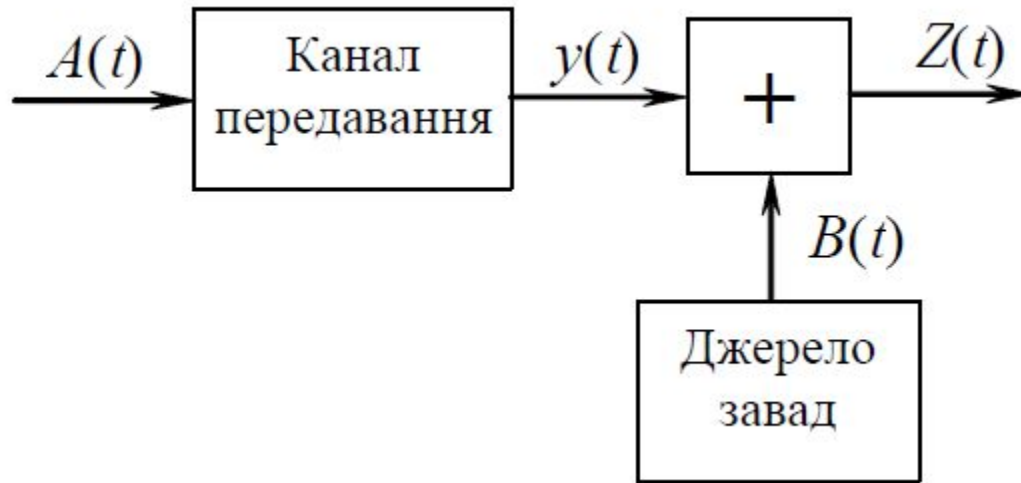 A(t)
Канал
передавання
y(t)
+
Z(t)
B(t)
Джерело
завад